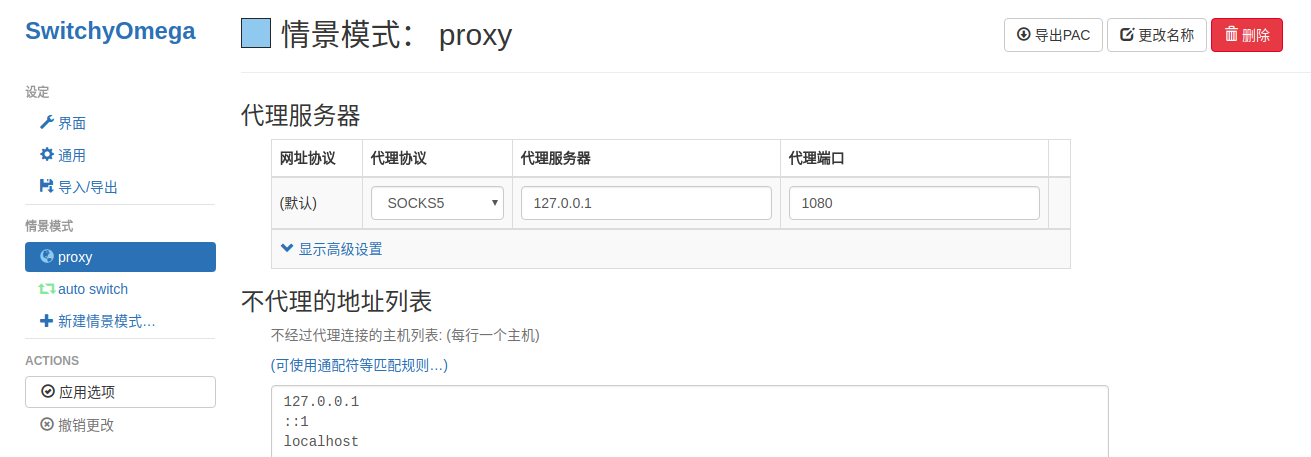 SwitchyOmega
设定
界面
通用
导入/导出
情景模式
proxy
auto switch
新建情景模式…
ACTIONS
应用选项
撤销更改
情景模式： proxy
导出PAC 更改名称 删除
代理服务器
网址协议 代理协议 代理服务器 代理端口
(默认) SOCKS5 127.0.0.1 1080
显示高级设置
不代理的地址列表
不经过代理连接的主机列表: (每行一个主机)
(可使用通配符等匹配规则…)
127.0.0.1
::1
localhost